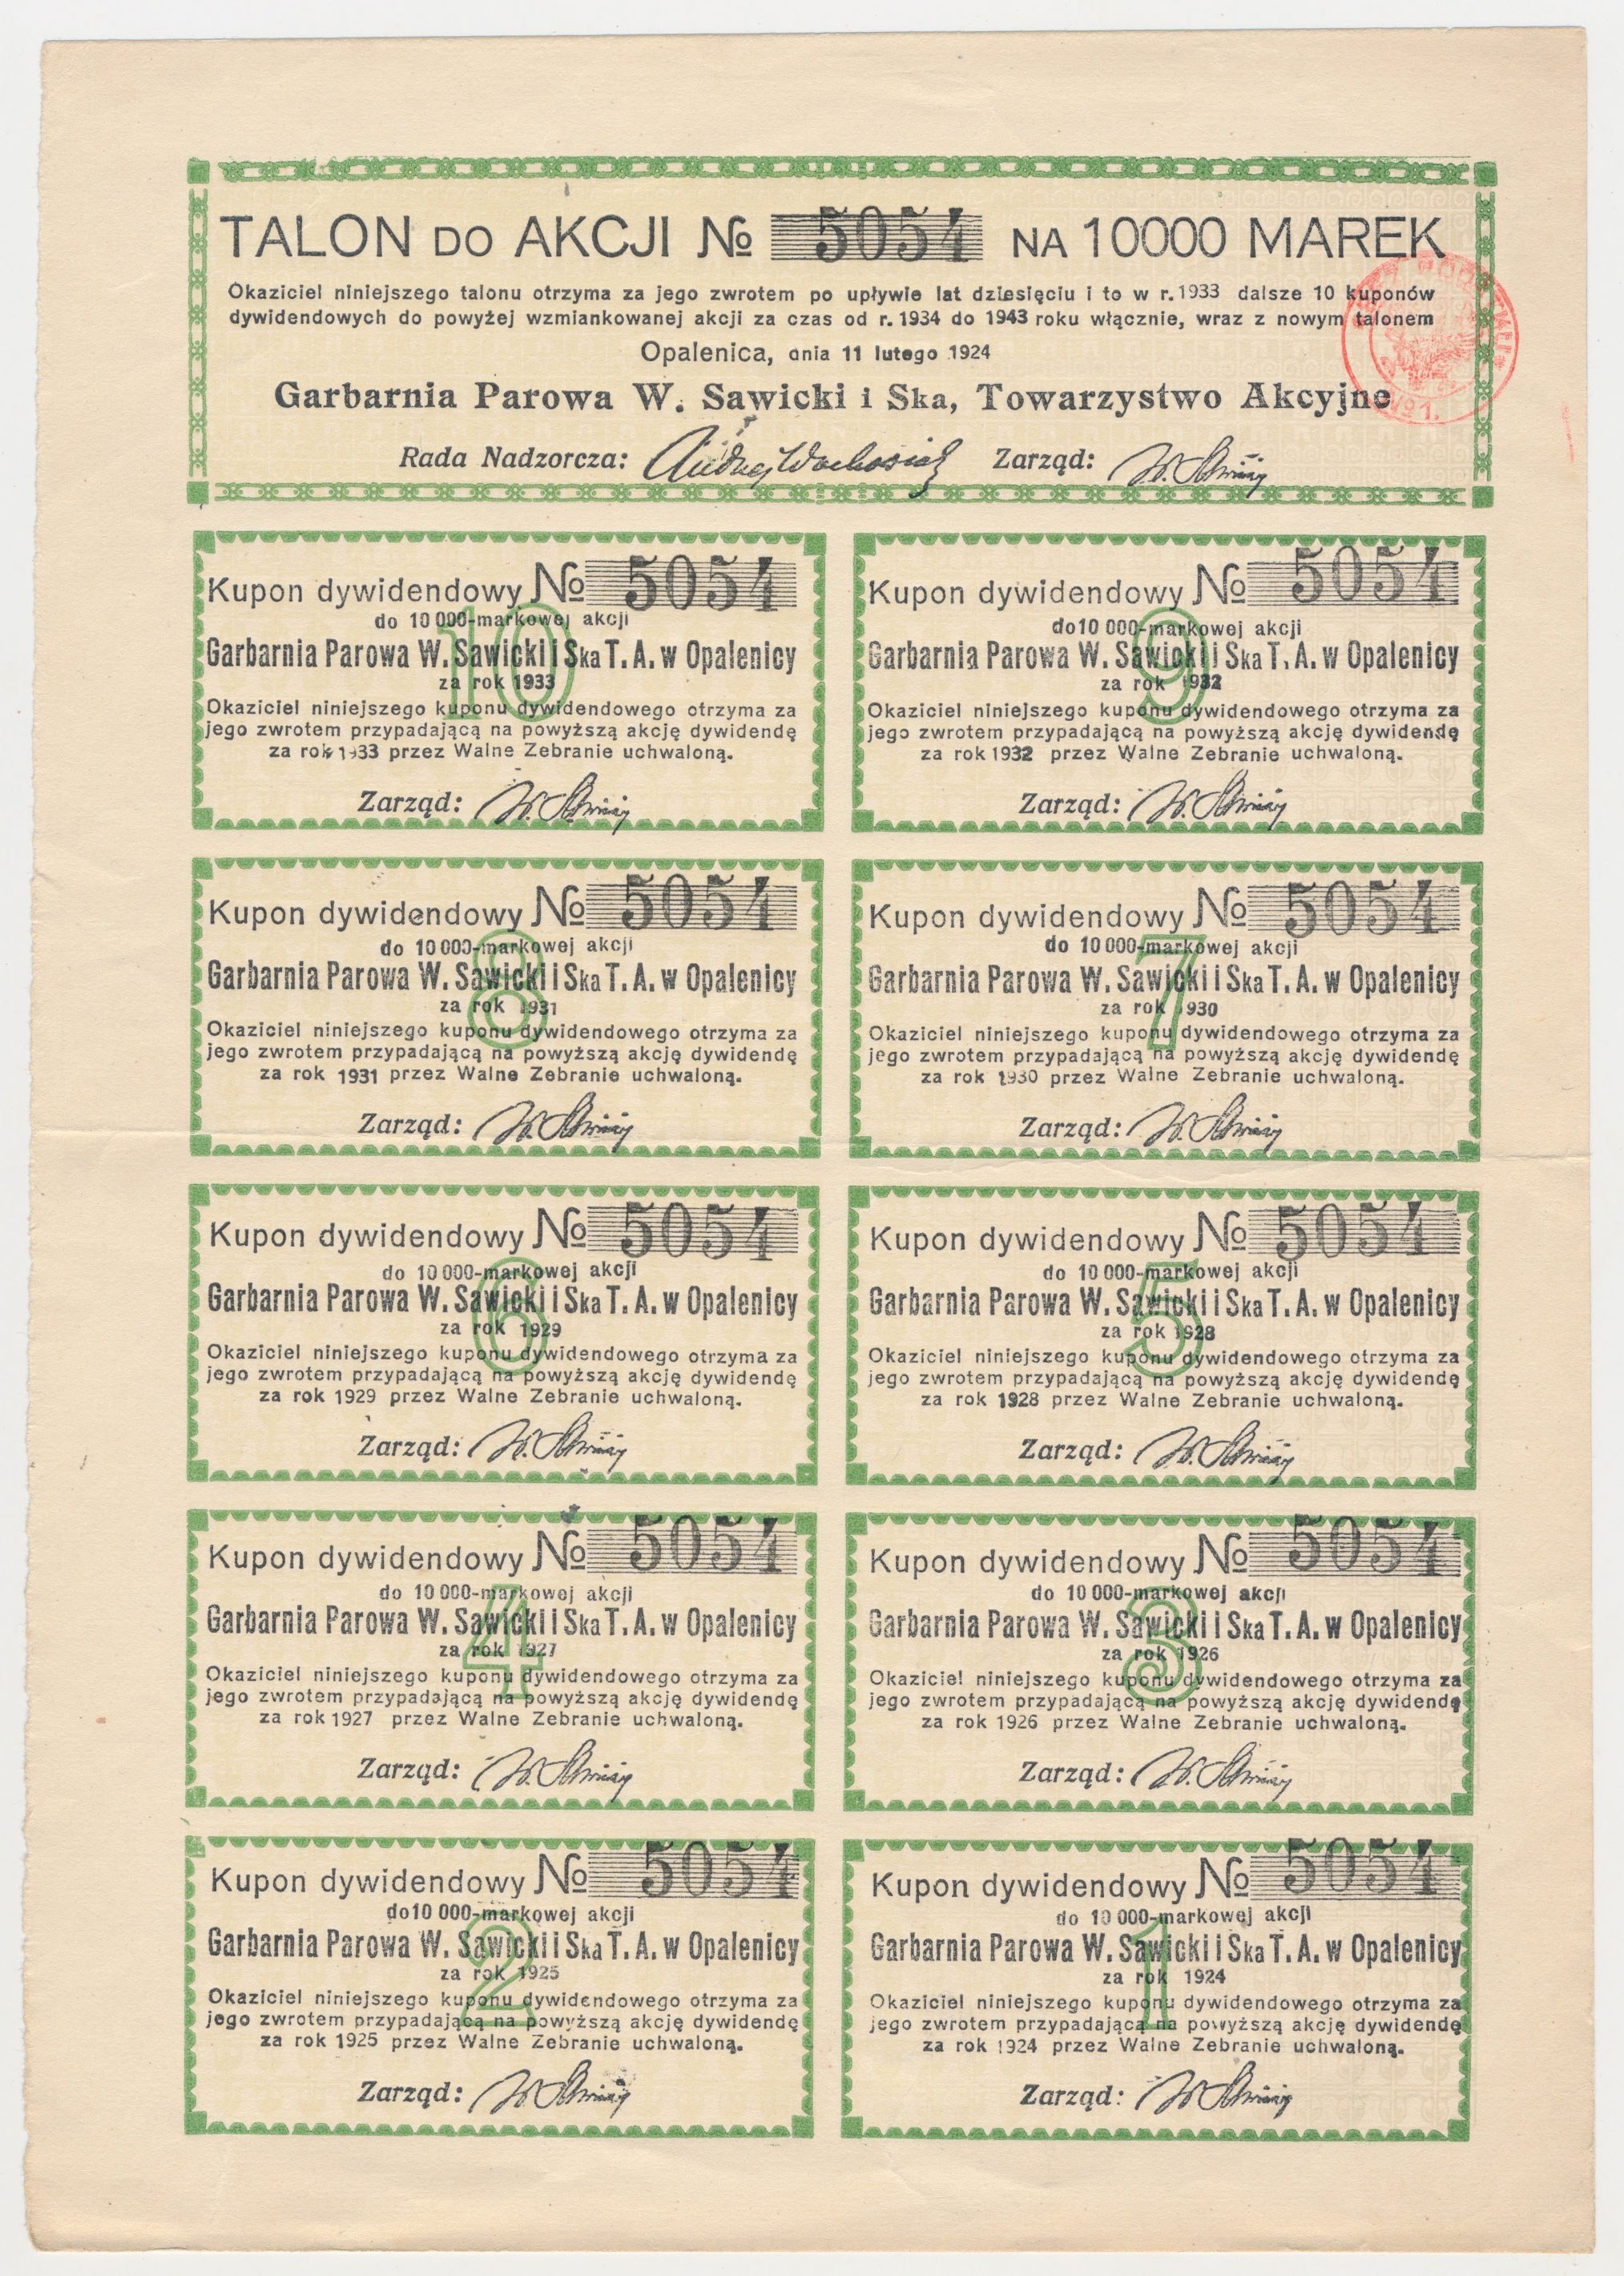 TALON DO AKCJI № 5054 NA 10000 MAREK
Okaziciel niniejszego talonu otrzyma za jego zwrotem po upływie lat dziesięciu i to w r. 1933 dalsze 10 kuponów
dywidendowych do powyżej wzmiankowanej akcji za czas od r. 1934 do 1943 roku włącznie, wraz z nowym talonem
Opalenica, dnia 11 lutego 1924
Garbarnia Parowa W. Sawicki i Ska, Towarzystwo Akcyjne
№ 1.
Rada Nadzorcza: Zarząd:
Kupon dywidendowy № 5054
do 10 000-markowej akcji
10
Garbarnia Parowa W. Sawicki i Ska T. A. w Opalenicy
za rok 1933
Okaziciel niniejszego kuponu dywidendowego otrzyma za
jego zwrotem przypadającą na powyższą akcję dywidendę
za rok 1933 przez Walne Zebranie uchwaloną.
Zarząd:
Kupon dywidendowy № 5054
do 10 000-markowej akcji
9
Garbarnia Parowa W. Sawicki i Ska T. A. w Opalenicy
za rok 1932
Okaziciel niniejszego kuponu dywidendowego otrzyma za
jego zwrotem przypadającą na powyższą akcję dywidendę
za rok 1932 przez Walne Zebranie uchwaloną.
Zarząd:
Kupon dywidendowy № 5054
do 10 000-markowej akcji
8
Garbarnia Parowa W. Sawicki i Ska T. A. w Opalenicy
za rok 1931
Okaziciel niniejszego kuponu dywidendowego otrzyma za
jego zwrotem przypadającą na powyższą akcję dywidendę
za rok 1931 przez Walne Zebranie uchwaloną.
Zarząd:
Kupon dywidendowy № 5054
do 10 000-markowej akcji
7
Garbarnia Parowa W. Sawicki i Ska T. A. w Opalenicy
za rok 1930
Okaziciel niniejszego kuponu dywidendowego otrzyma za
jego zwrotem przypadającą na powyższą akcję dywidendę
za rok 1930 przez Walne Zebranie uchwaloną.
Zarząd:
Kupon dywidendowy № 5054
do 10 000-markowej akcji
6
Garbarnia Parowa W. Sawicki i Ska T. A. w Opalenicy
za rok 1929
Okaziciel niniejszego kuponu dywidendowego otrzyma za
jego zwrotem przypadającą na powyższą akcję dywidendę
za rok 1929 przez Walne Zebranie uchwaloną.
Zarząd:
Kupon dywidendowy № 5054
do 10 000-markowej akcji
5
Garbarnia Parowa W. Sawicki i Ska T. A. w Opalenicy
za rok 1928
Okaziciel niniejszego kuponu dywidendowego otrzyma za
jego zwrotem przypadającą na powyższą akcję dywidendę
za rok 1928 przez Walne Zebranie uchwaloną.
Zarząd:
Kupon dywidendowy № 5054
do 10 000-markowej akcji
4
Garbarnia Parowa W. Sawicki i Ska T. A. w Opalenicy
za rok 1927
Okaziciel niniejszego kuponu dywidendowego otrzyma za
jego zwrotem przypadającą na powyższą akcję dywidendę
za rok 1927 przez Walne Zebranie uchwaloną.
Zarząd:
Kupon dywidendowy № 5054
do 10 000-markowej akcji
3
Garbarnia Parowa W. Sawicki i Ska T. A. w Opalenicy
za rok 1926
Okaziciel niniejszego kuponu dywidendowego otrzyma za
jego zwrotem przypadającą na powyższą akcję dywidendę
za rok 1926 przez Walne Zebranie uchwaloną.
Zarząd:
Kupon dywidendowy № 5054
do 10 000-markowej akcji
2
Garbarnia Parowa W. Sawicki i Ska T. A. w Opalenicy
za rok 1925
Okaziciel niniejszego kuponu dywidendowego otrzyma za
jego zwrotem przypadającą na powyższą akcję dywidendę
za rok 1925 przez Walne Zebranie uchwaloną.
Zarząd:
Kupon dywidendowy № 5054
do 10 000-markowej akcji
1
Garbarnia Parowa W. Sawicki i Ska T. A. w Opalenicy
za rok 1924
Okaziciel niniejszego kuponu dywidendowego otrzyma za
jego zwrotem przypadającą na powyższą akcję dywidendę
za rok 1924 przez Walne Zebranie uchwaloną.
Zarząd: